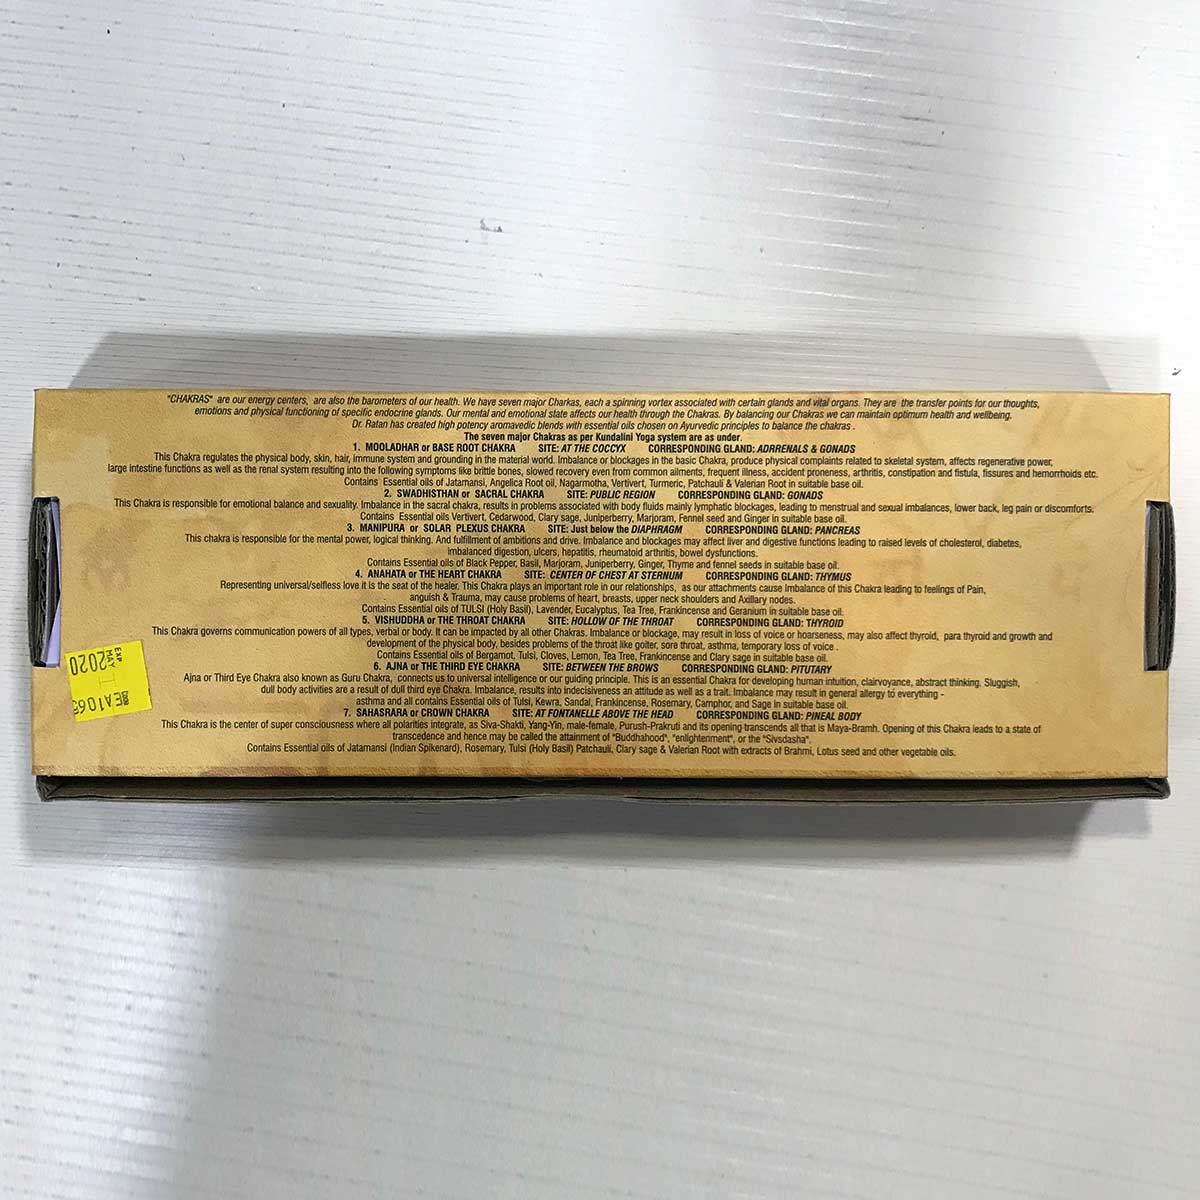 "CHAKRAS" are our energy centers, are also the barometers of our health. We have seven major Charkas, each a spinning vortex associated with certain glands and vital organs. They are the transfer points for our thoughts,
emotions and physical functioning of specific endocrine glands. Our mental and emotional state affects our health through the Chakras. By balancing our Chakras we can maintain optimum health and wellbeing.
Dr. Ratan has created high potency aromavedic blends with essential oils chosen on Ayurvedic principles to balance the chakras .
The seven major Chakras as per Kundalini Yoga system are as under.
1. MOOLADHAR or BASE ROOT CHAKRA SITE: AT THE COCCYX CORRESPONDING GLAND: ADRRENALS & GONADS
This Chakra regulates the physical body, skin, hair, immune system and grounding in the material world. Imbalance or blockages in the basic Chakra, produce physical complaints related to skeletal system, affects regenerative power,
large intestine functions as well as the renal system resulting into the following symptoms like brittle bones, slowed recovery even from common ailments, frequent illness, accident proneness, arthritis, constipation and fistula, fissures and hemorrhoids etc.
Contains Essential oils of Jatamansi, Angelica Root oil, Nagarmotha, Vertivert, Turmeric, Patchauli & Valerian Root in suitable base oil.
2. SWADHISTHAN or SACRAL CHAKRA SITE: PUBLIC REGION CORRESPONDING GLAND: GONADS
This Chakra is responsible for emotional balance and sexuality. Imbalance in the sacral chakra, results in problems associated with body fluids mainly lymphatic blockages, leading to menstrual and sexual imbalances, lower back, leg pain or discomforts.
Contains Essential oils Vertivert, Cedarwood, Clary sage, Juniperberry, Marjoram, Fennel seed and Ginger in suitable base oil.
3. MANIPURA or SOLAR PLEXUS CHAKRA SITE: Just below the DIAPHRAGM CORRESPONDING GLAND: PANCREAS
This chakra is responsible for the mental power, logical thinking. And fulfillment of ambitions and drive. Imbalance and blockages may affect liver and digestive functions leading to raised levels of cholesterol, diabetes,
imbalanced digestion, ulcers, hepatitis, rheumatoid arthritis, bowel dysfunctions.
Contains Essential oils of Black Pepper, Basil, Marjoram, Juniperberry, Ginger, Thyme and fennel seeds in suitable base oil.
4. ANAHATA or THE HEART CHAKRA SITE: CENTER OF CHEST AT STERNUM CORRESPONDING GLAND: THYMUS
Representing universal/selfless love it is the seat of the healer. This Chakra plays an important role in our relationships, as our attachments cause Imbalance of this Chakra leading to feelings of Pain,
anguish & Trauma, may cause problems of heart, breasts, upper neck shoulders and Axillary nodes.
Contains Essential oils of TULSI (Holy Basil), Lavender, Eucalyptus, Tea Tree, Frankincense and Geranium in suitable base oil.
5. VISHUDDHA or THE THROAT CHAKRA SITE: HOLLOW OF THE THROAT CORRESPONDING GLAND: THYROID
This Chakra governs communication powers of all types, verbal or body. It can be impacted by all other Chakras. Imbalance or blockage, may result in loss of voice or hoarseness, may also affect thyroid, para thyroid and growth and
development of the physical body, besides problems of the throat like goiter, sore throat, asthma, temporary loss of voice .
Contains Essential oils of Bergamot, Tulsi, Cloves, Lemon, Tea Tree, Frankincense and Clary sage in suitable base oil.
6. AJNA or THE THIRD EYE CHAKRA SITE: BETWEEN THE BROWS CORRESPONDING GLAND: PITUTARY
Ajna or Third Eye Chakra also known as Guru Chakra, connects us to universal intelligence or our guiding principle. This is an essential Chakra for developing human intuition, clairvoyance, abstract thinking. Sluggish,
dull body activities are a result of dull third eye Chakra. Imbalance, results into indecisiveness an attitude as well as a trait. Imbalance may result in general allergy to everything -
asthma and all contains Essential oils of Tulsi, Kewra, Sandal, Frankincense, Rosemary, Camphor, and Sage in suitable base oil.
7. SAHASRARA or CROWN CHAKRA SITE: AT FONTANELLE ABOVE THE HEAD CORRESPONDING GLAND: PINEAL BODY
This Chakra is the center of super consciousness where all polarities integrate, as Siva-Shakti, Yang-Yin, male-female, Purush-Prakruti and its opening transcends all that is Maya-Bramh. Opening of this Chakra leads to a state of
transcedence and hence may be called the attainment of "Buddhahood", "enlightenment", or the "Sivsdasha".
Contains Essential oils of Jatamansi (Indian Spikenard), Rosemary, Tulsi (Holy Basil) Patchauli, Clary sage & Valerian Root with extracts of Brahmi, Lotus seed and other vegetable oils.
EXP
MAY 2020
EA1065